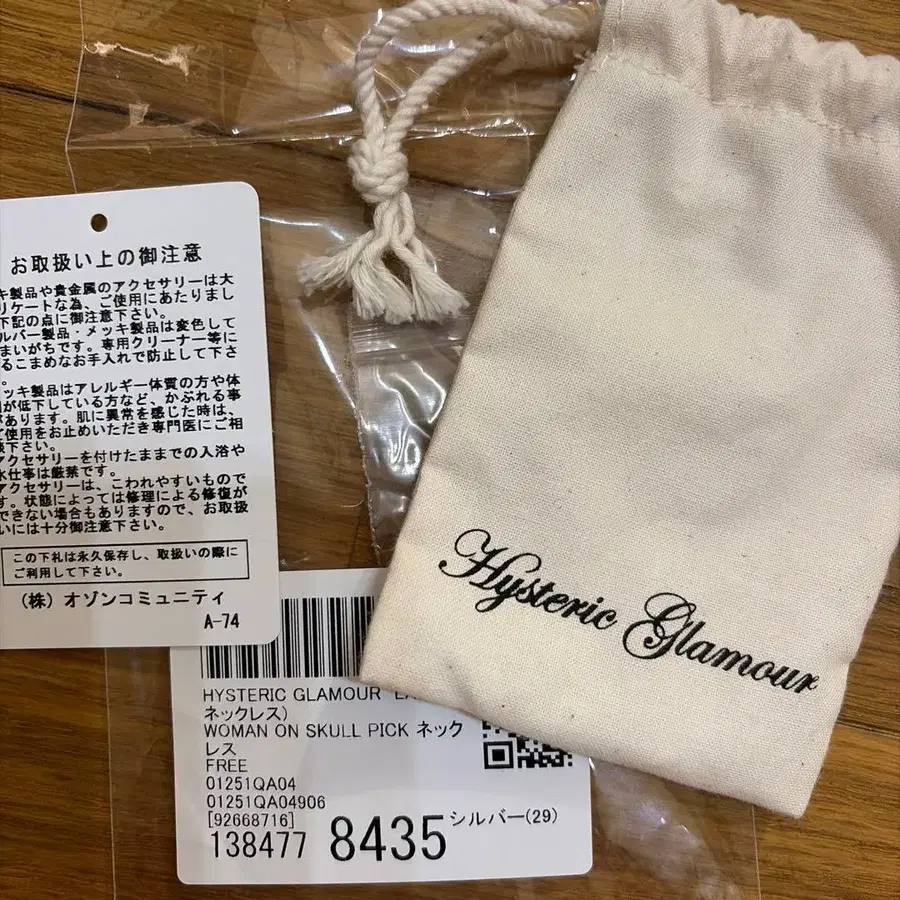 お取扱い上の御注意
キ製品や貴金属のアクセサリーは大
リケートな為、ご使用にあたりまし
下記の点に御注意下さい。
ルバー製品・メッキ製品は変色して
まいがちです。専用クリーナー等に
るこまめなお手入れで防止して下さ
。
ッキ製品はアレルギー体質の方や体
が低下している方など、かぶれる事
があります。肌に異常を感じた時は、
ご使用をお止めいただき専門医にご相
下さい。
アクセサリーを付けたままでの入浴や
水仕事は厳禁です。
アクセサリーは、こわれやすいもので
す。状態によっては修理による修復が
できない場合もありますので、お取扱
いには十分御注意下さい。
この下札は永久保存し、取扱いの際に
ご利用して下さい。
(株) オゾンコミュニティ
A-74
Hysteric Glamour
HYSTERIC GLAMOUR
ネックレス)
WOMAN ON SKULL PICK ネック
レス
FREE
01251QA04
01251QA04906
[92668716]
138477 8435 シルバー(29)